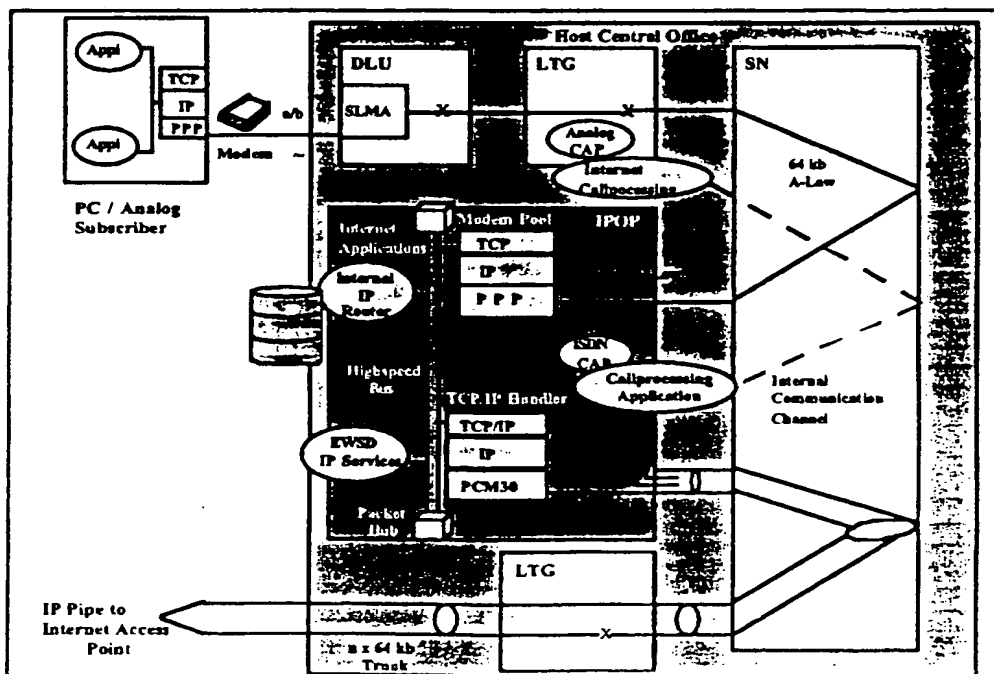 Host Central Office
Appl
TCP
IP
PPP
Appl
a/b
Modem ~
PC / Analog
Subscriber
DLU
SLMA
LTG
Analog
CAP
Internet
Callprocessing
SN
64 kb
A-Law
Internet
Applications
Modem Pool
IPOP
TCP
IP
P P P
Internal
IP
Router
ISDN
CAP
Callprocessing
Application
Highspeed
Bus
TCP/IP Handler
TCP/IP
IP
PCM30
EWSD
IP Services
Packet
Hub
Internal
Communication
Channel
LTG
IP Pipe to
Internet Access
Point
n x 64 kb
Trunk